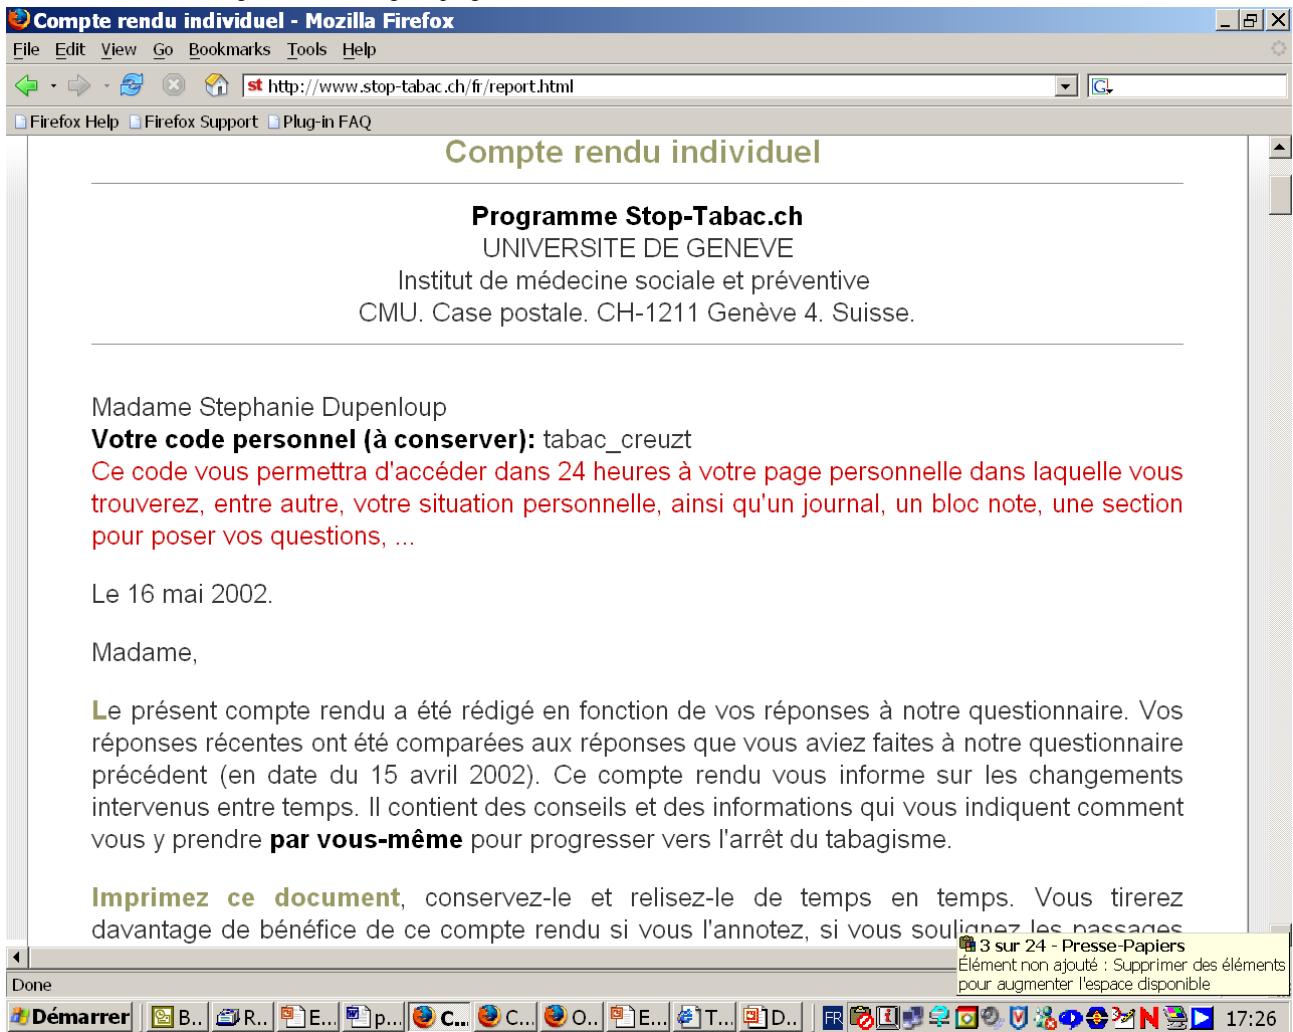 Compte rendu individuel - Mozilla Firefox
File Edit View Go Bookmarks Tools Help
st http://www.stop-tabac.ch/fr/report.html
G
Firefox Help Firefox Support Plug-in FAQ
Compte rendu individuel
Programme Stop-Tabac.ch
UNIVERSITE DE GENEVE
Institut de médecine sociale et préventive
CMU. Case postale. CH-1211 Genève 4. Suisse.
Madame Stephanie Dupenloup
Votre code personnel (à conserver): tabac_creuzt
Ce code vous permettra d'accéder dans 24 heures à votre page personnelle dans laquelle vous
trouverez, entre autre, votre situation personnelle, ainsi qu'un journal, un bloc note, une section
pour poser vos questions, ...
Le 16 mai 2002.
Madame,
Le présent compte rendu a été rédigé en fonction de vos réponses à notre questionnaire. Vos
réponses récentes ont été comparées aux réponses que vous aviez faites à notre questionnaire
précédent (en date du 15 avril 2002). Ce compte rendu vous informe sur les changements
intervenus entre temps. Il contient des conseils et des informations qui vous indiquent comment
vous y prendre par vous-même pour progresser vers l'arrêt du tabagisme.
Imprimez ce document, conservez-le et relisez-le de temps en temps. Vous tirerez
davantage de bénéfice de ce compte rendu si vous l'annotez, si vous soulignez les passages
3 sur 24 - Presse-Papiers
Élément non ajouté : Supprimer des éléments
pour augmenter l'espace disponible
Done
Démarrer B.. R.. E... p... C... C... O.. E... T... D.. FR 17:26